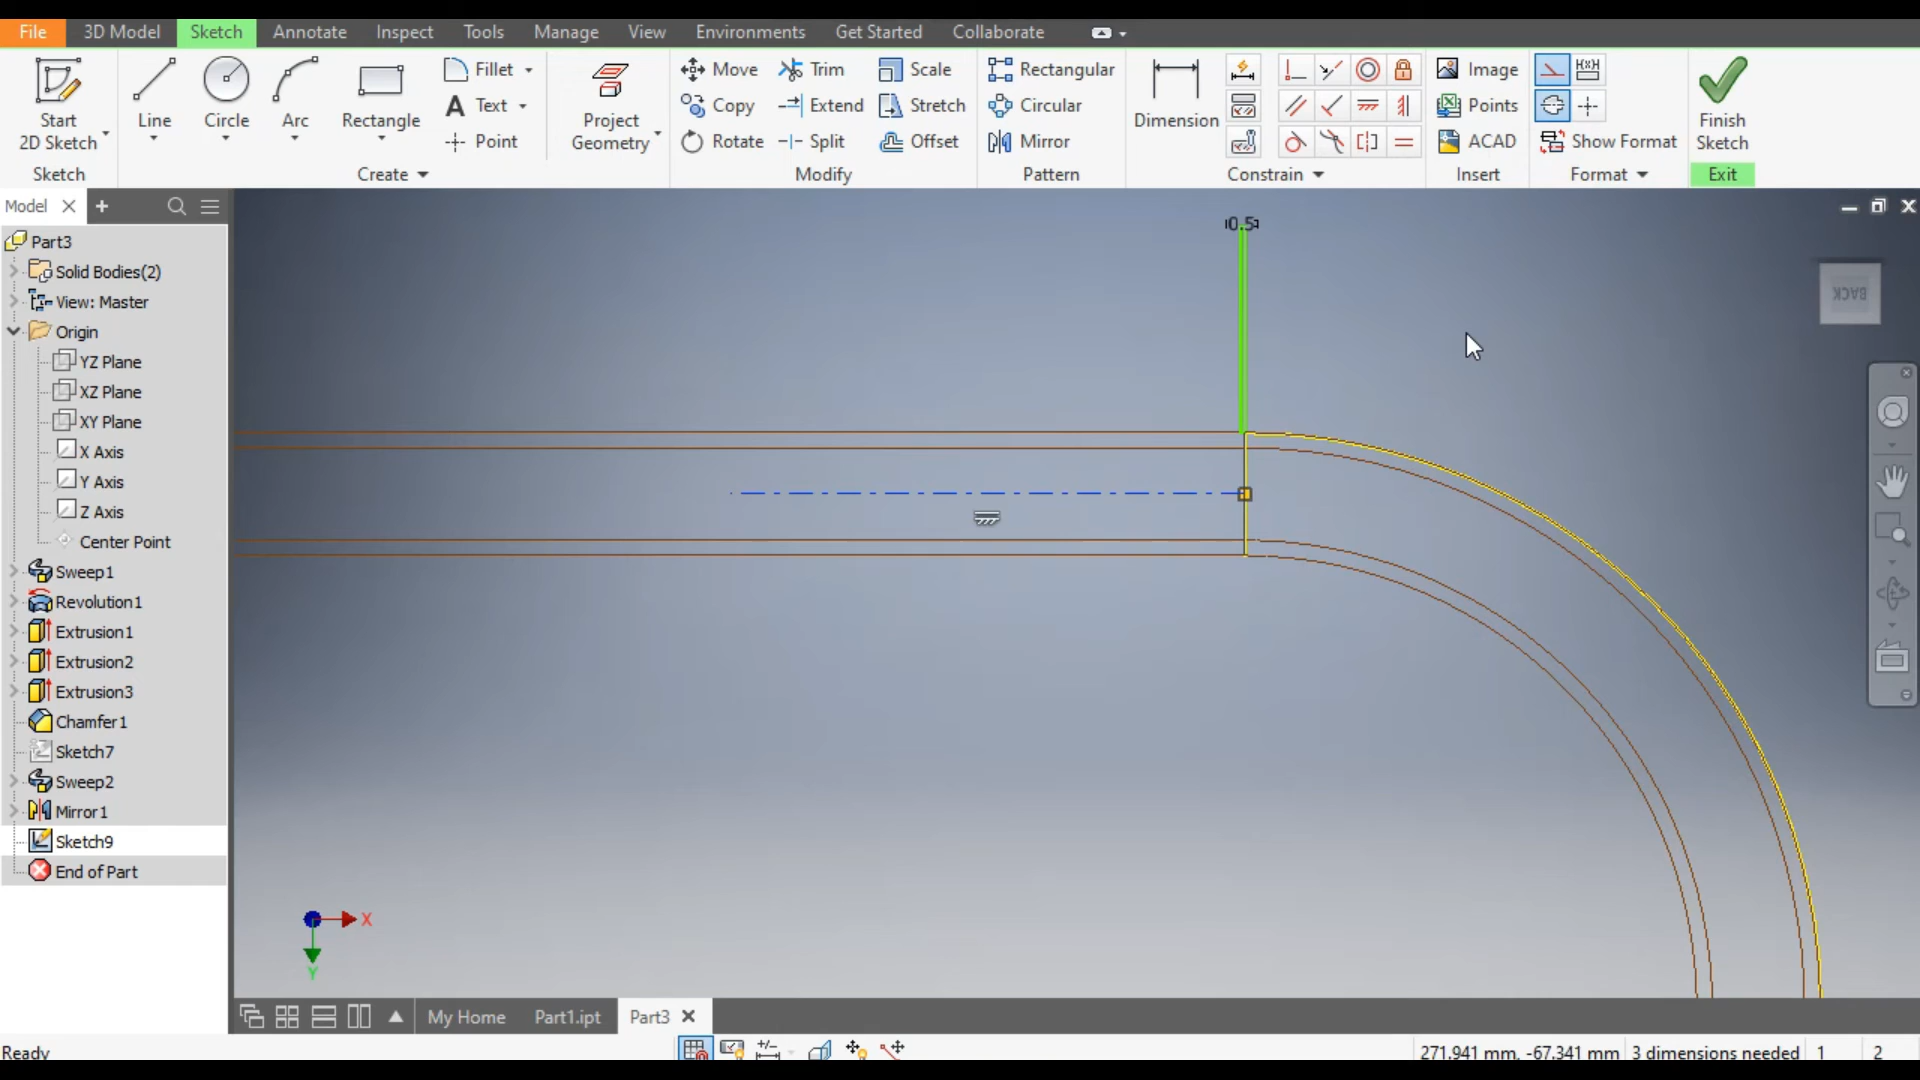 File 3D Model Sketch Annotate Inspect Tools Manage View Environments Get Started Collaborate
Start 2D Sketch
Line
Circle
Arc
Rectangle
Fillet
Text
Point
Project Geometry
Move
Copy
Rotate
Trim
Extend
Split
Scale
Stretch
Offset
Rectangular
Circular
Mirror
Dimension
Image
Points
ACAD
Show Format
Finish Sketch
Sketch Create Modify Pattern Constrain Insert Format Exit
Model
Part3
Solid Bodies(2)
View: Master
Origin
YZ Plane
XZ Plane
XY Plane
X Axis
Y Axis
Z Axis
Center Point
Sweep1
Revolution1
Extrusion1
Extrusion2
Extrusion3
Chamfer1
Sketch7
Sweep2
Mirror1
Sketch9
End of Part
0.5
BACK
X
Y
My Home Part1.ipt Part3
Ready
271.941 mm, -67.341 mm 3 dimensions needed 1 2